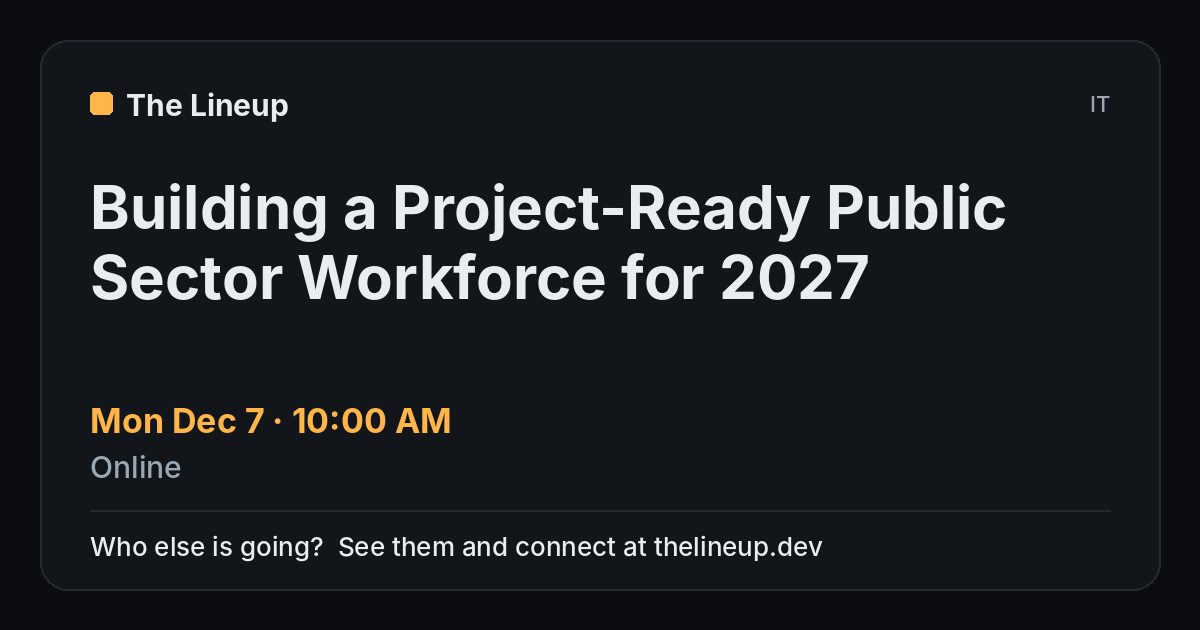 The Lineup
IT
Building a Project-Ready Public
Sector Workforce for 2027
Mon Dec 7 · 10:00 AM
Online
Who else is going?  See them and connect at thelineup.dev